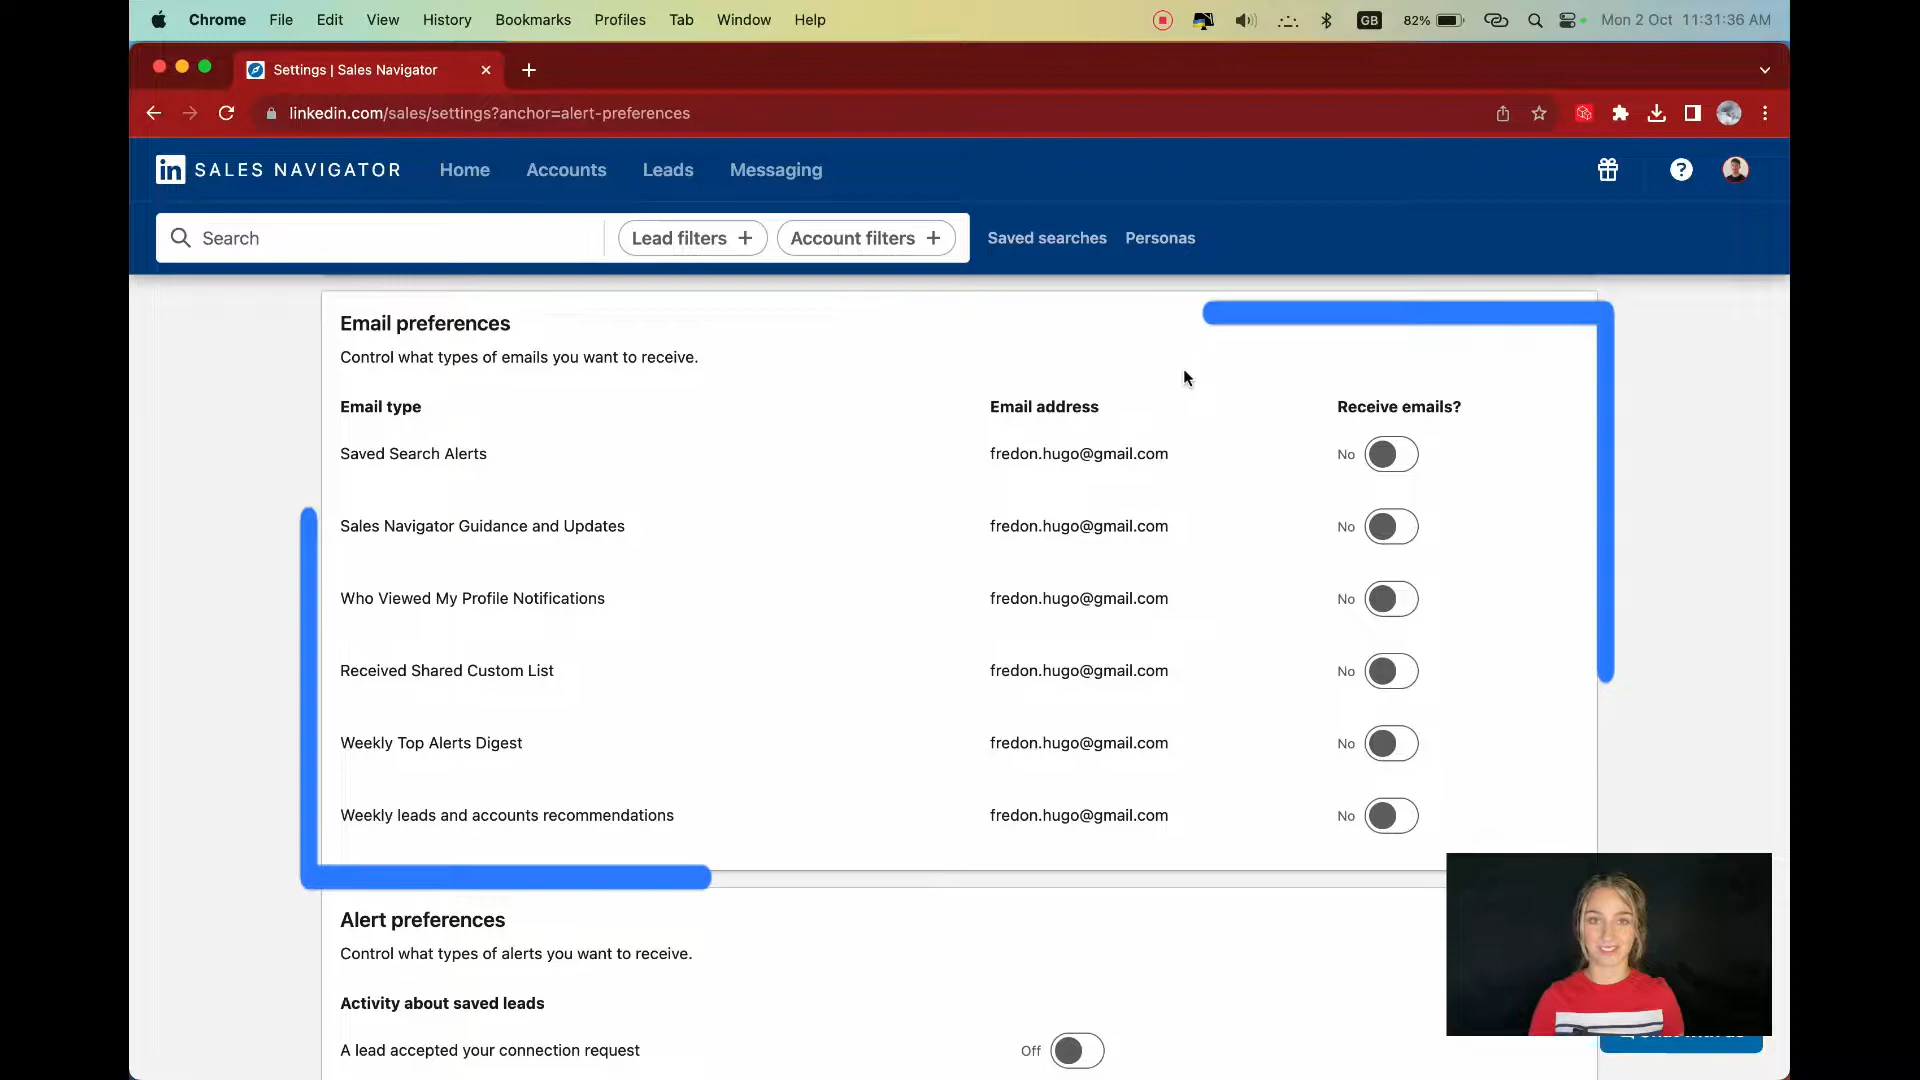 Chrome File Edit View History Bookmarks Profiles Tab Window Help GB 82% Mon 2 Oct 11:31:36 AM
Settings | Sales Navigator
linkedin.com/sales/settings?anchor=alert-preferences
in SALES NAVIGATOR Home Accounts Leads Messaging ?
Search Lead filters + Account filters + Saved searches Personas
Email preferences
Control what types of emails you want to receive.
Email type Email address Receive emails?
Saved Search Alerts fredon.hugo@gmail.com No
Sales Navigator Guidance and Updates fredon.hugo@gmail.com No
Who Viewed My Profile Notifications fredon.hugo@gmail.com No
Received Shared Custom List fredon.hugo@gmail.com No
Weekly Top Alerts Digest fredon.hugo@gmail.com No
Weekly leads and accounts recommendations fredon.hugo@gmail.com No
Alert preferences
Control what types of alerts you want to receive.
Activity about saved leads
A lead accepted your connection request Off